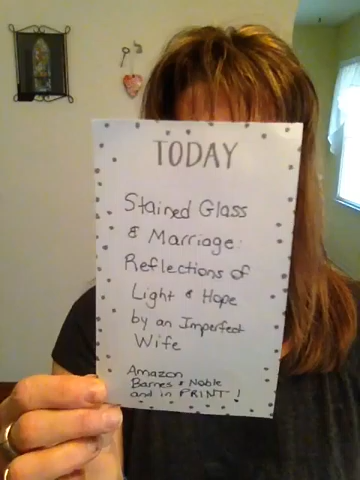 TODAY
Stained Glass
& Marriage:
Reflections of
Light & Hope
by an Imperfect
Wife
Amazon
Barnes & Noble
and in PRINT!